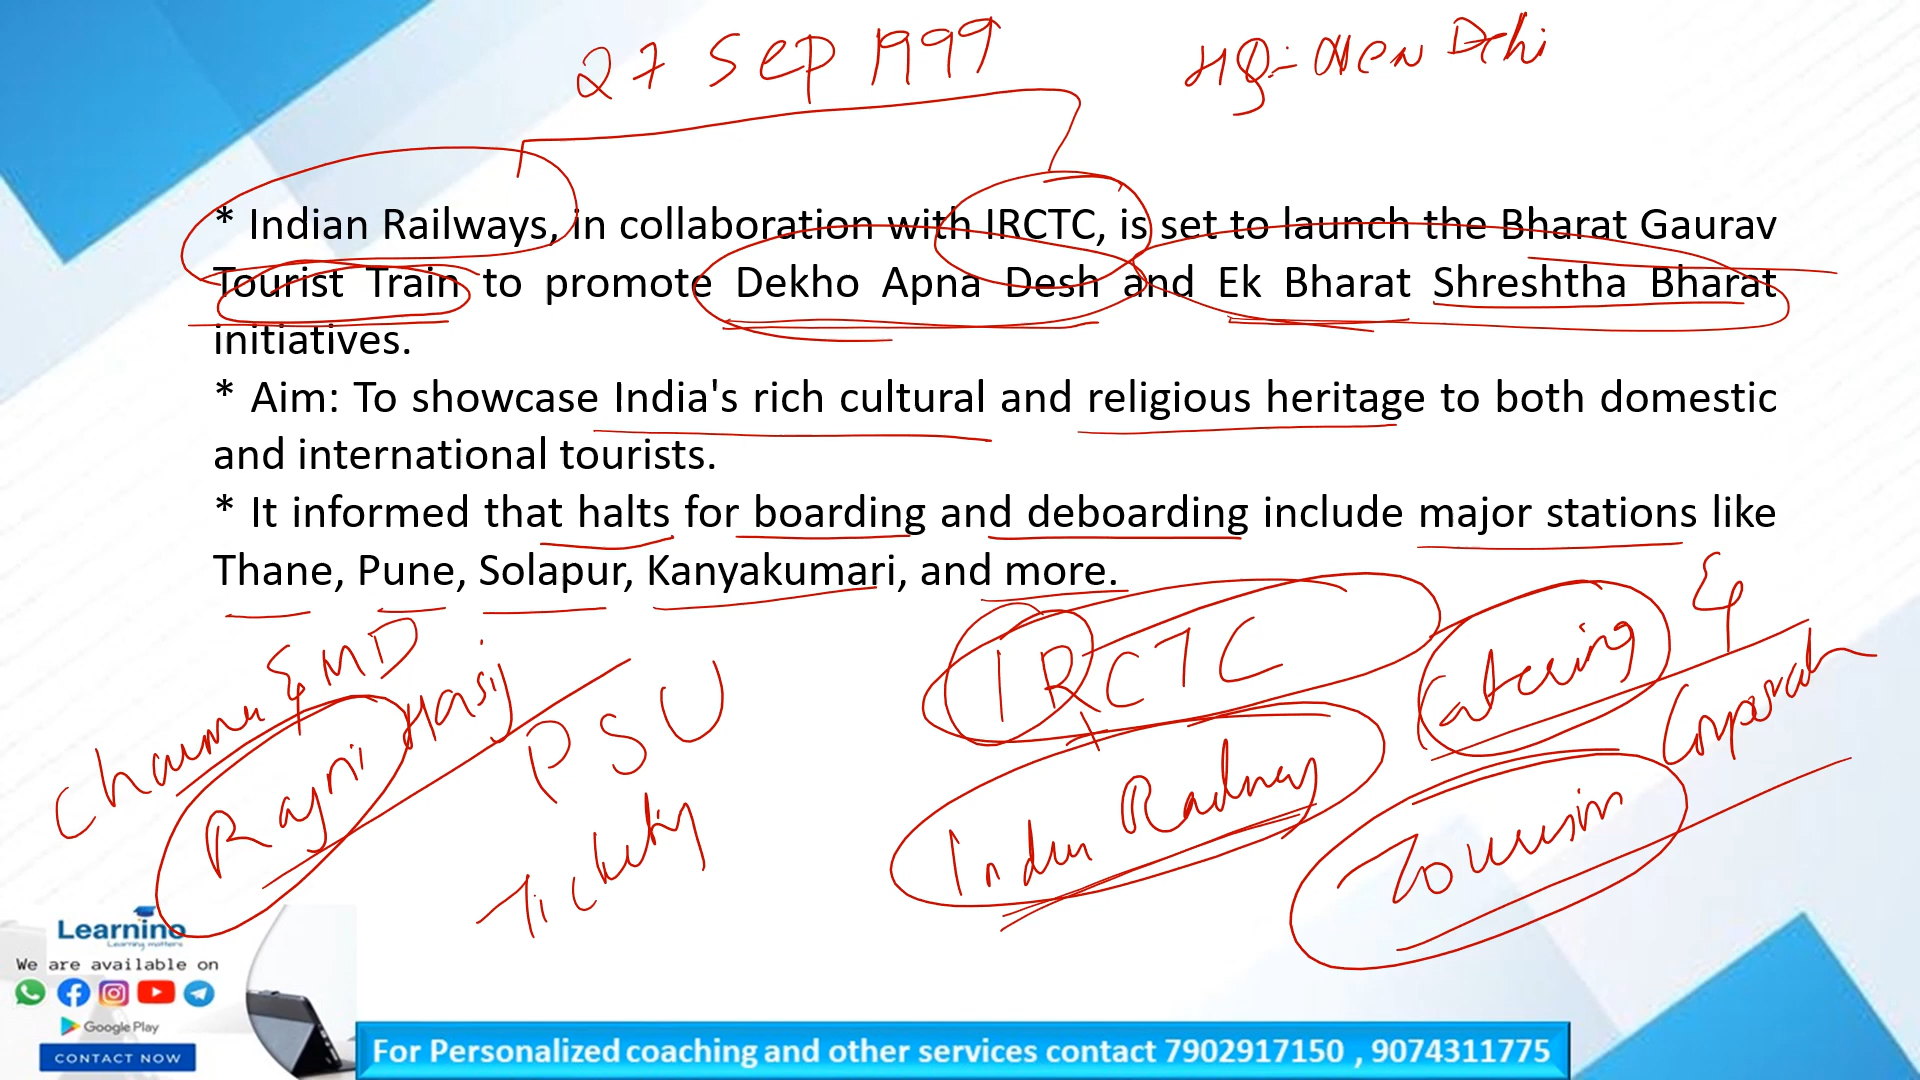 27 Sep 1999
HQ:- New Delhi
* Indian Railways, in collaboration with IRCTC, is set to launch the Bharat Gaurav
Tourist Train to promote Dekho Apna Desh and Ek Bharat Shreshtha Bharat
initiatives.
* Aim: To showcase India's rich cultural and religious heritage to both domestic
and international tourists.
* It informed that halts for boarding and deboarding include major stations like
Thane, Pune, Solapur, Kanyakumari, and more.
& MD
Rajni Hasij
PSU
Ticketing
IRCTC
Indian Railway
Catering &
Tourism
Corporation
Learnino
Learning matters
We are available on
Google Play
CONTACT NOW
For Personalized coaching and other services contact 7902917150 , 9074311775